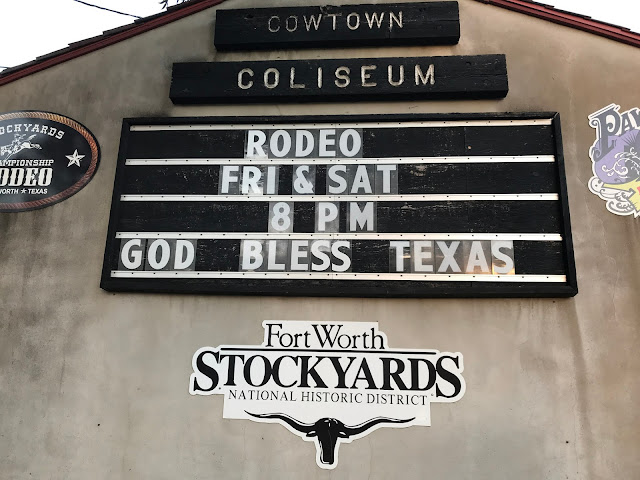 COWTOWN
COLISEUM
STOCKYARDS
CHAMPIONSHIP
RODEO
WORTH ★ TEXAS
RODEO
FRI & SAT
8 PM
GOD BLESS TEXAS
Fort Worth
STOCKYARDS
NATIONAL HISTORIC DISTRICT